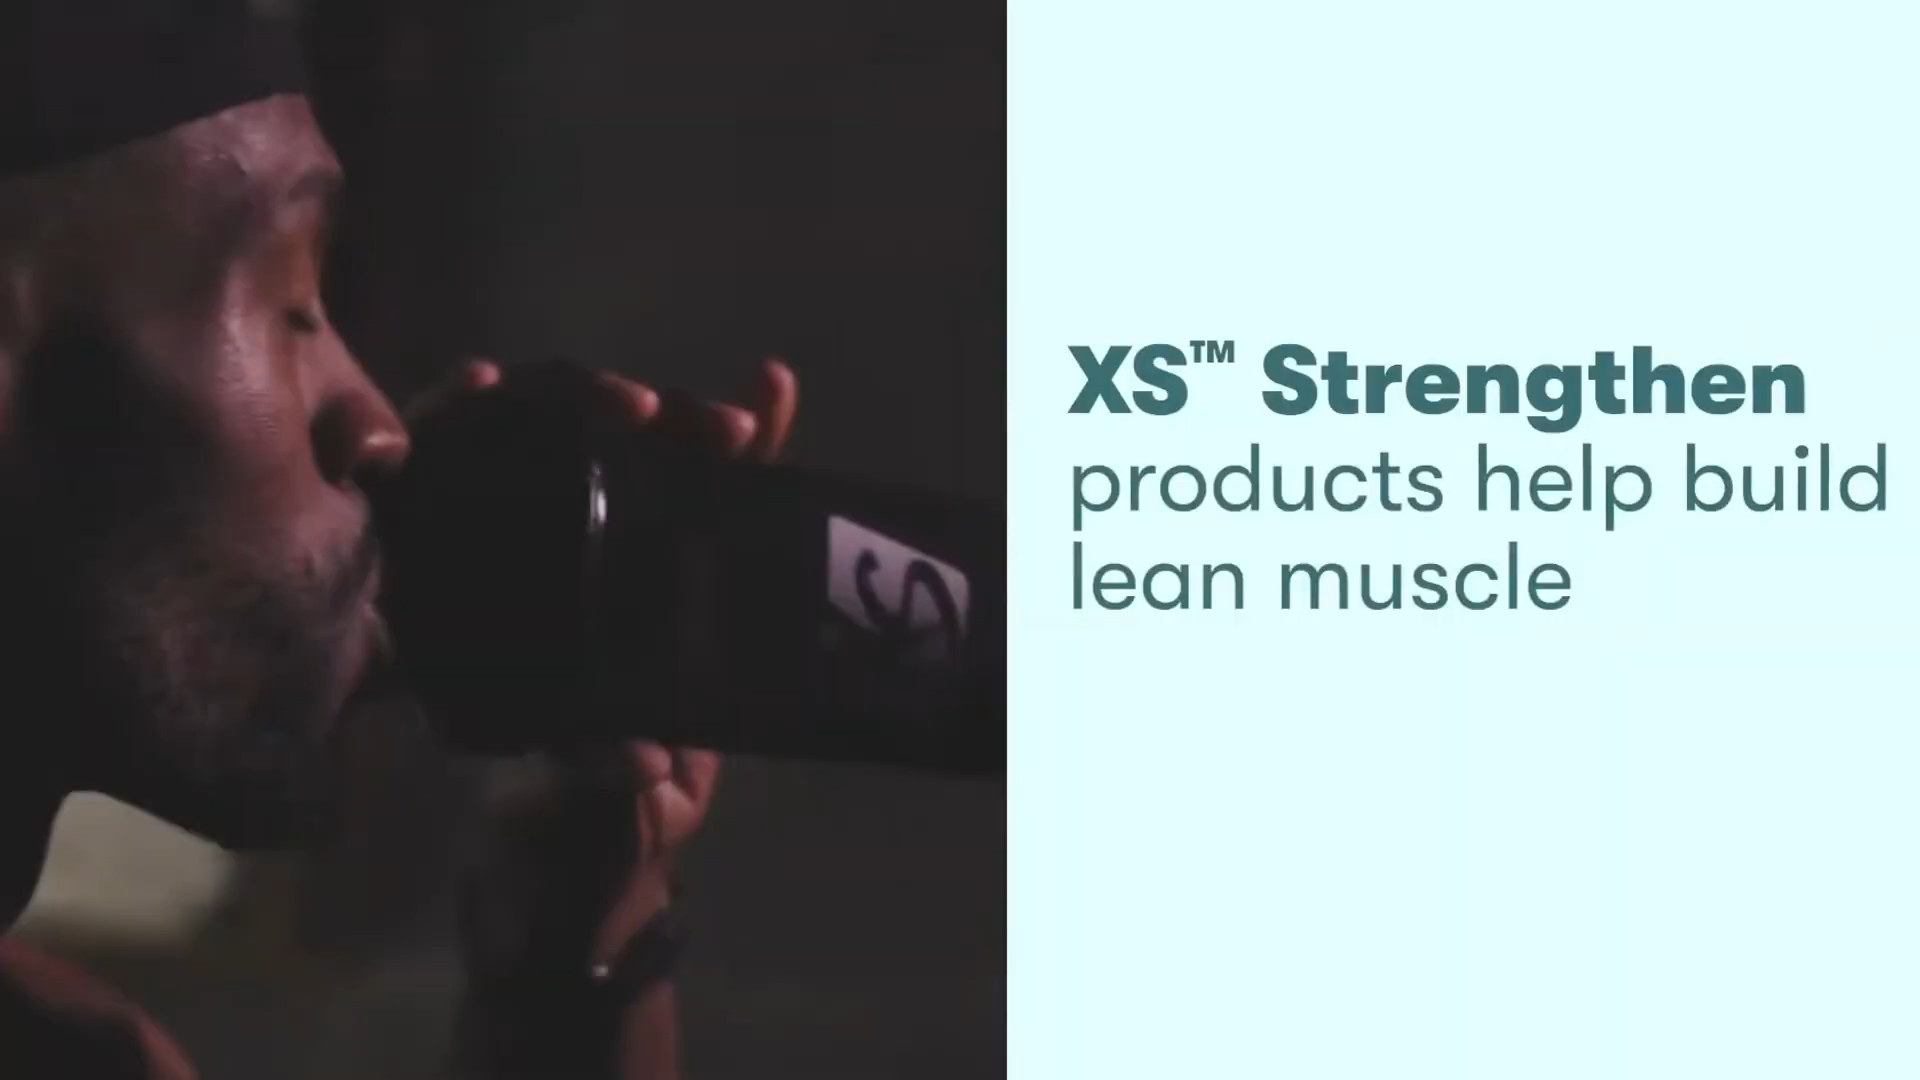 XS™ Strengthen
products help build
lean muscle